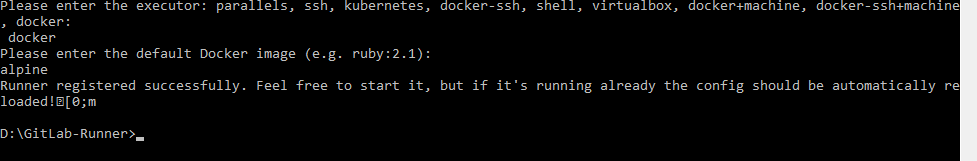 Please enter the executor: parallels, ssh, kubernetes, docker-ssh, shell, virtualbox, docker+machine, docker-ssh+machine
, docker:
 docker
Please enter the default Docker image (e.g. ruby:2.1):
alpine
Runner registered successfully. Feel free to start it, but if it's running already the config should be automatically re
loaded!⍰[0;m
D:\GitLab-Runner>